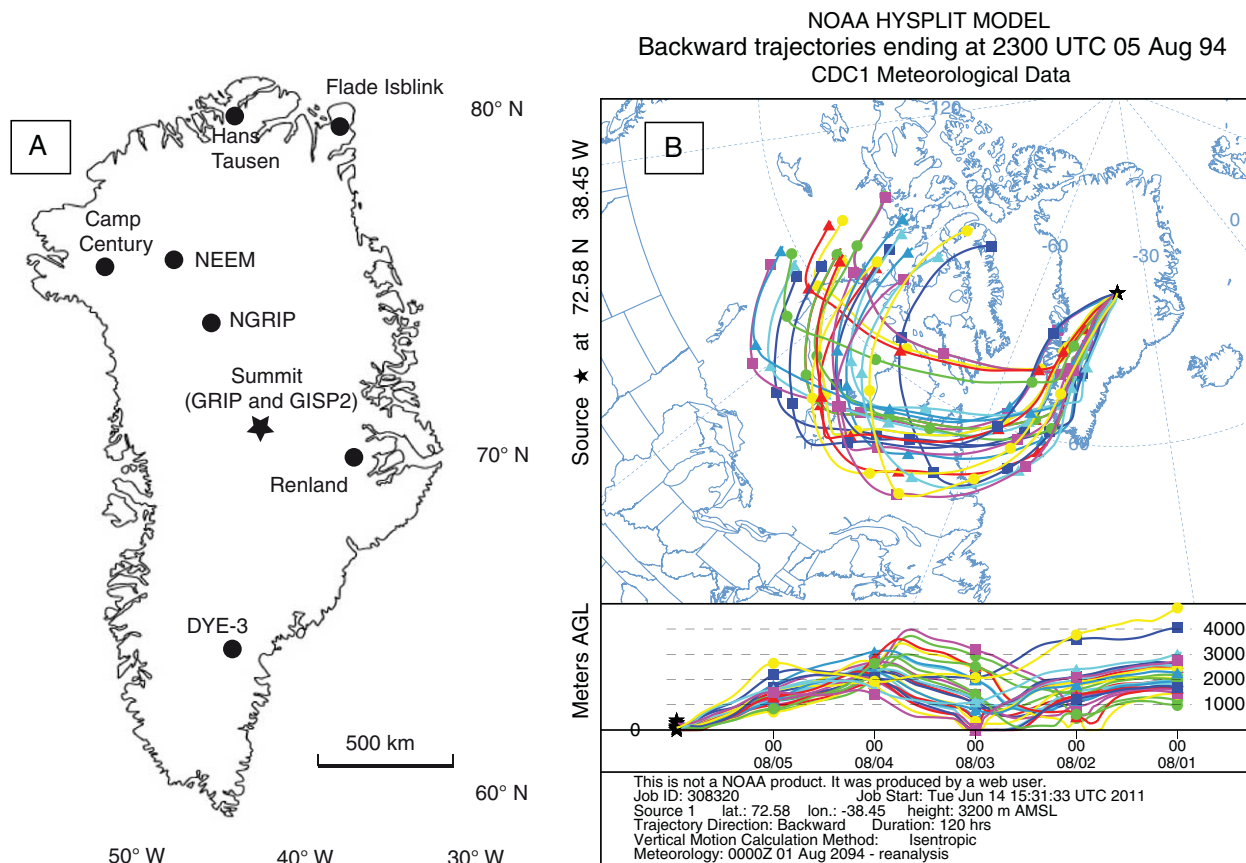 A
Flade Isblink
80° N
Hans
Tausen
Camp
Century
NEEM
NGRIP
Summit
(GRIP and GISP2)
70° N
Renland
DYE-3
500 km
60° N
50° W
40° W
30° W
NOAA HYSPLIT MODEL
Backward trajectories ending at 2300 UTC 05 Aug 94
CDC1 Meteorological Data
Source ★ at 72.58 N 38.45 W
B
-120
-90
-60
-30
0
60
Meters AGL
4000
3000
2000
1000
0
00 00 00 00 00
08/05 08/04 08/03 08/02 08/01
This is not a NOAA product. It was produced by a web user.
Job ID: 308320 Job Start: Tue Jun 14 15:31:33 UTC 2011
Source 1 lat.: 72.58 lon.: -38.45 height: 3200 m AMSL
Trajectory Direction: Backward Duration: 120 hrs
Vertical Motion Calculation Method: Isentropic
Meteorology: 0000Z 01 Aug 2094 - reanalysis